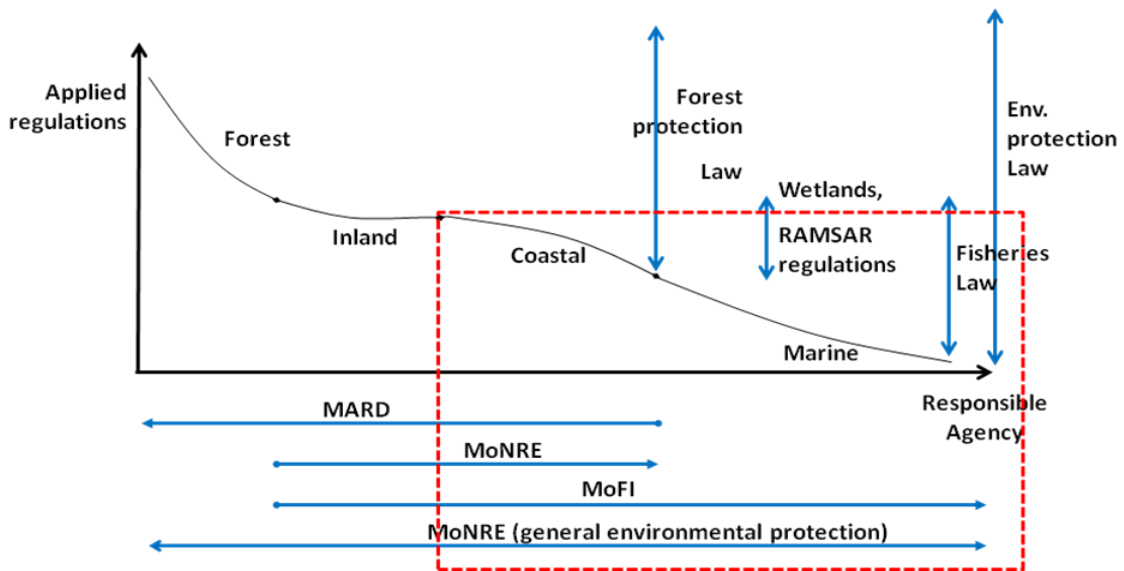 Applied
regulations
Forest
Inland
Coastal
Marine
Forest
protection
Law
Wetlands,
RAMSAR
regulations
Fisheries
Law
Env.
protection
Law
Responsible
Agency
MARD
MoNRE
MoFI
MoNRE (general environmental protection)